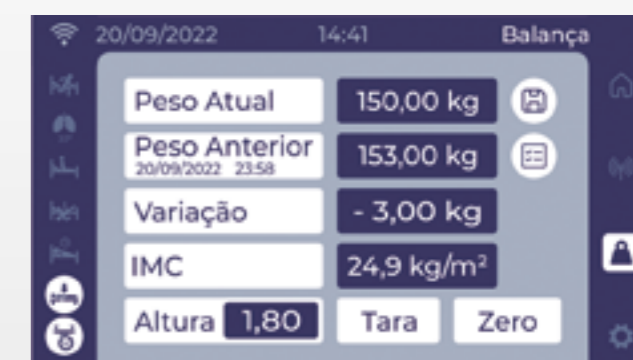 20/09/2022 14:41 Balança
Peso Atual 150,00 kg
Peso Anterior 153,00 kg
20/09/2022 23:58
Variação - 3,00 kg
IMC 24,9 kg/m²
Altura 1,80 Tara Zero